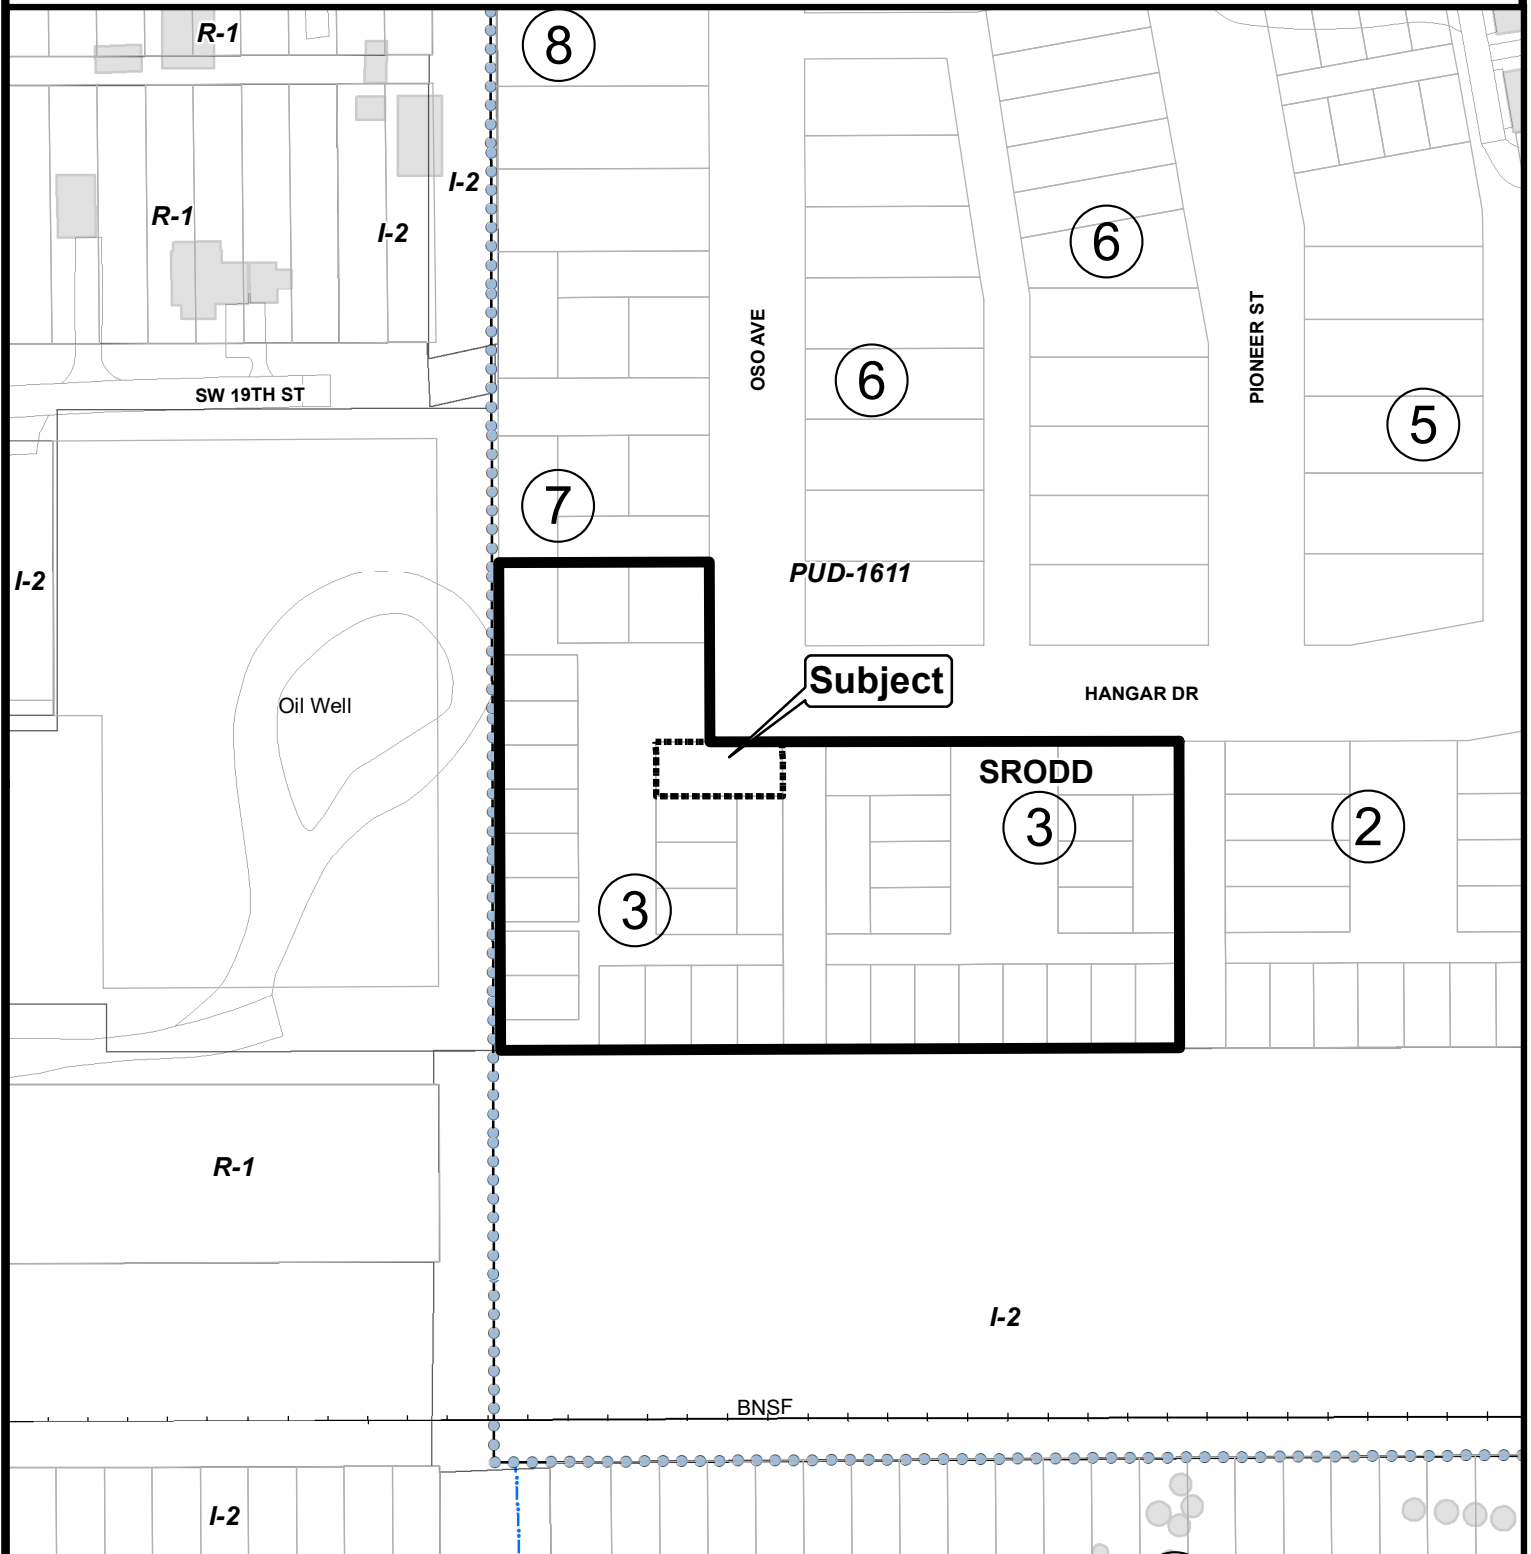 R-1
8
I-2
R-1
I-2
6
OSO AVE
PIONEER ST
6
SW 19TH ST
5
7
PUD-1611
I-2
Subject
HANGAR DR
Oil Well
SRODD
3
2
3
R-1
I-2
BNSF
I-2